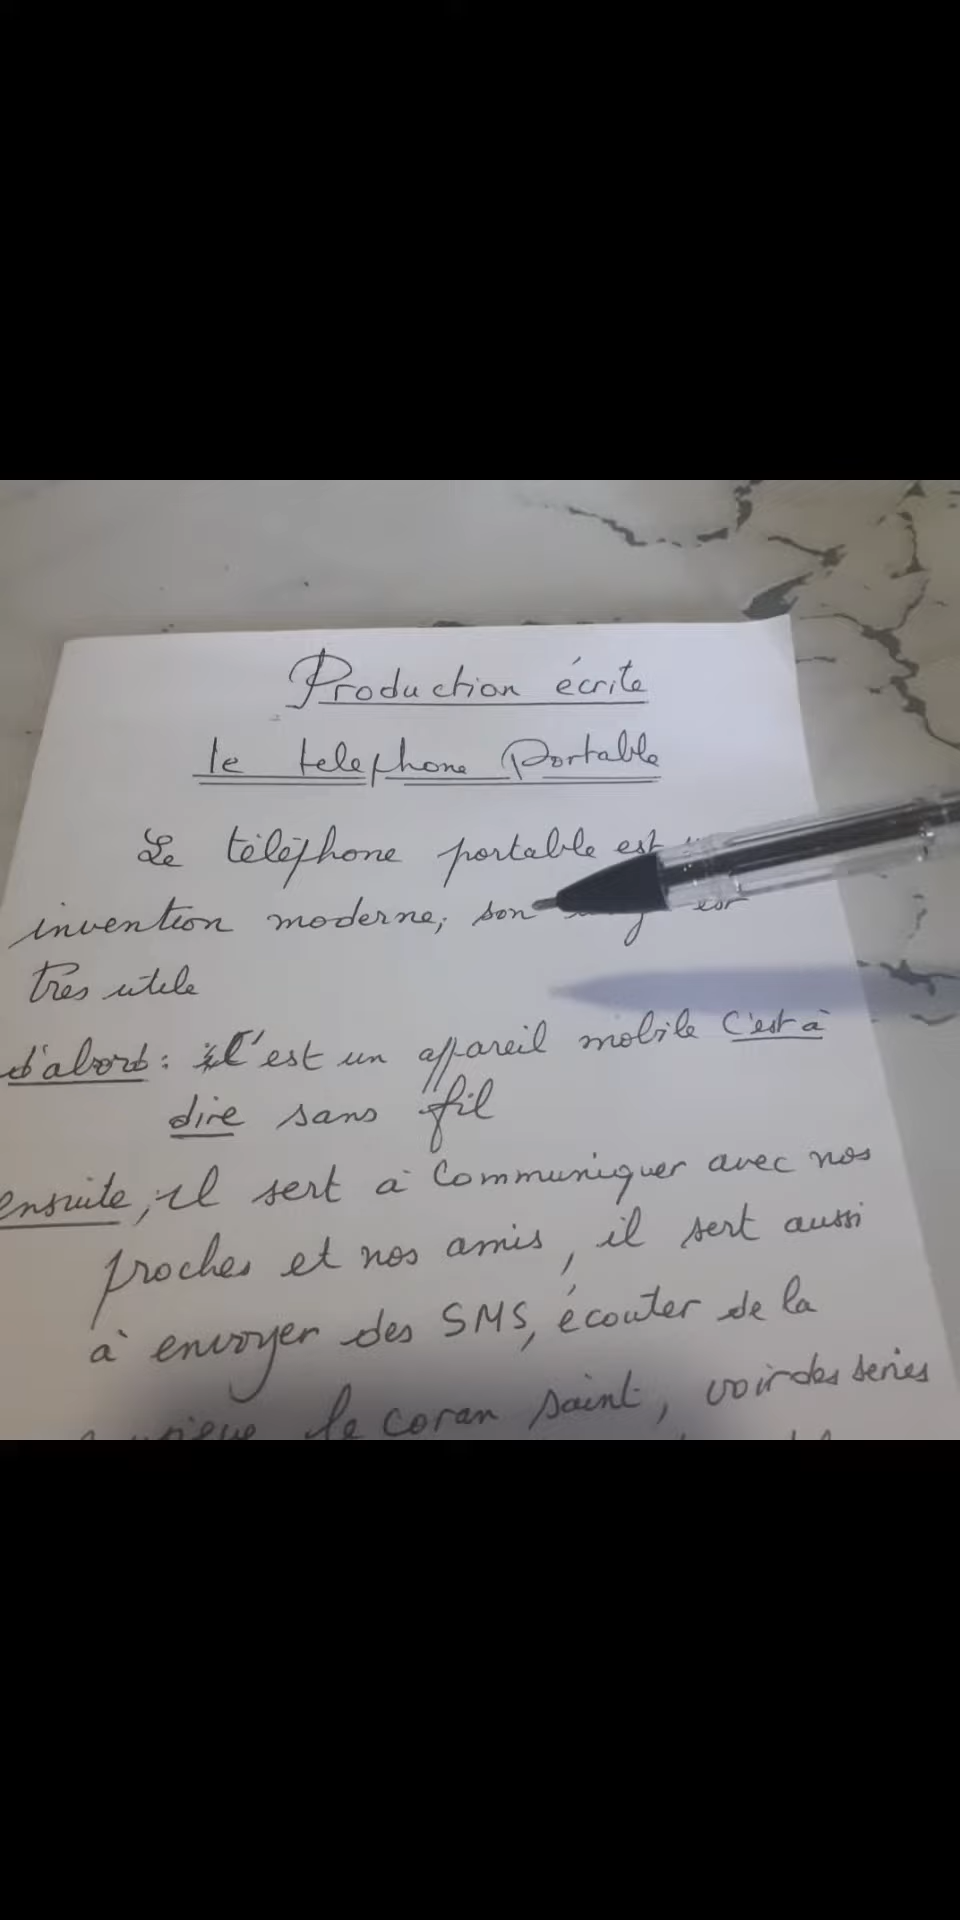 Production écrite
le telephone Portable
Le téléphone portable est
invention moderne, son est
Tres utile
d'abord : C'est un appareil mobile C'est à
dire sans fil
ensuite, il sert à Communiquer avec nos
proches et nos amis, il sert aussi
à envoyer des SMS, écouter de la
le coran saint, voir des series